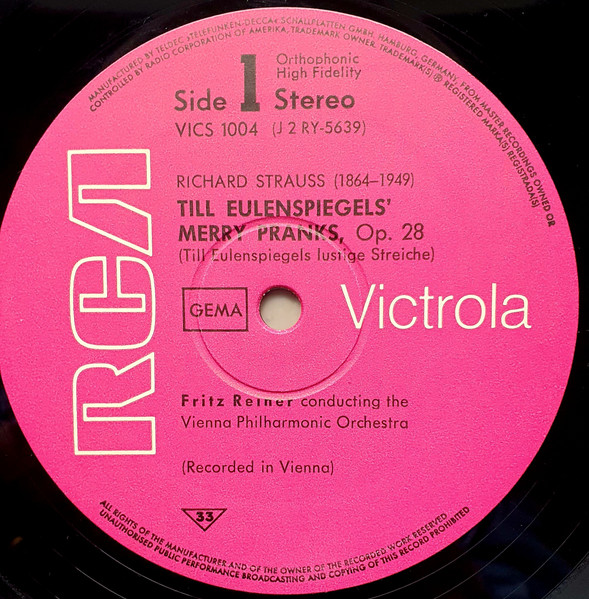 MANUFACTURED BY TELDEC »TELEFUNKEN-DECCA« SCHALLPLATTEN GMBH, HAMBURG, GERMANY, FROM MASTER RECORDINGS OWNED OR
CONTROLLED BY RADIO CORPORATION OF AMERIKA, TRADEMARK OWNER, TRADEMARK(S) ® REGISTERED MARKA(S) REGISTRADA(S)
Orthophonic
High Fidelity
Side 1 Stereo
VICS 1004 (J 2 RY-5639)
RCA
RICHARD STRAUSS (1864–1949)
TILL EULENSPIEGELS'
MERRY PRANKS, Op. 28
(Till Eulenspiegels lustige Streiche)
GEMA
Victrola
Fritz Reiner conducting the
Vienna Philharmonic Orchestra
(Recorded in Vienna)
33
ALL RIGHTS OF THE MANUFACTURER AND OF THE OWNER OF THE RECORDED WORK RESERVED
UNAUTHORISED PUBLIC PERFORMANCE BROADCASTING AND COPYING OF THIS RECORD PROHIBITED